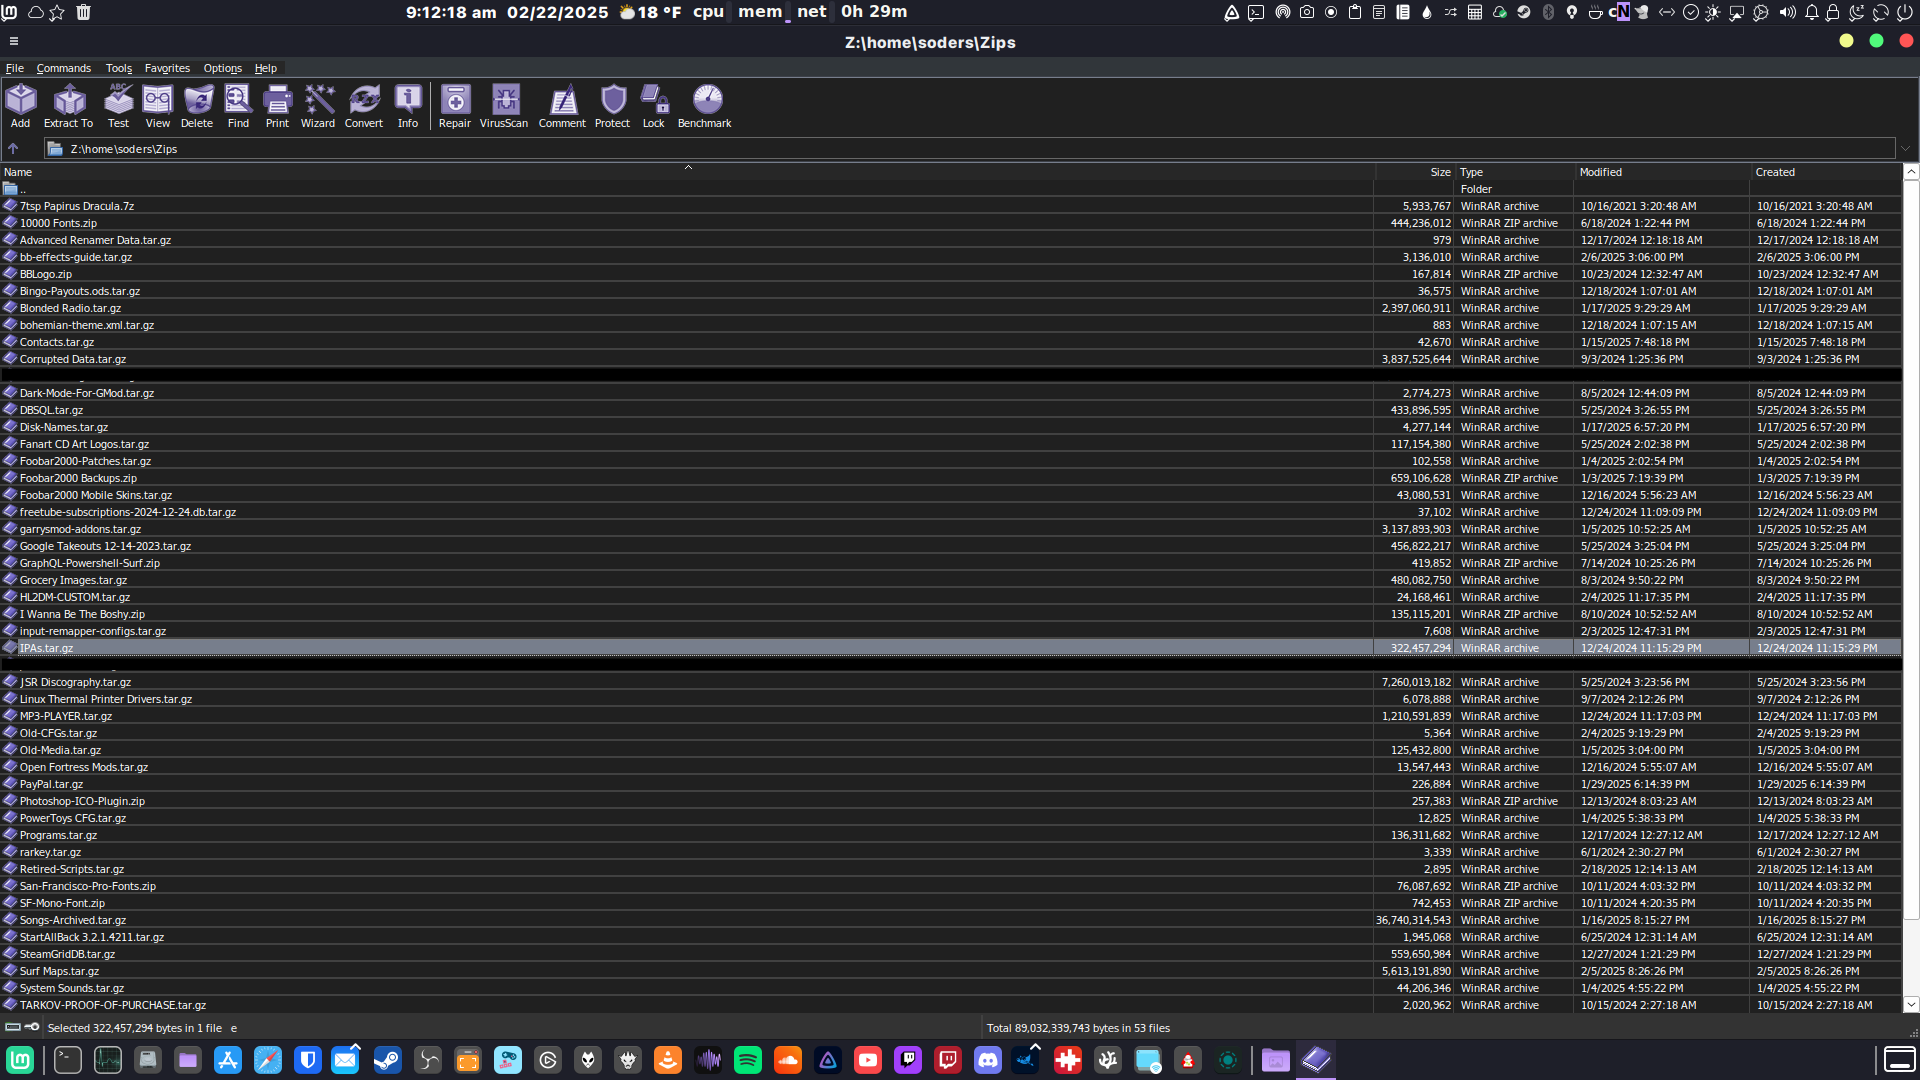 9:12:18 am 02/22/2025 18 °F cpu mem net 0h 29m
Z:\home\soders\Zips
File Commands Tools Favorites Options Help
Add Extract To Test View Delete Find Print Wizard Convert Info Repair VirusScan Comment Protect Lock Benchmark
Z:\home\soders\Zips
Name Size Type Modified Created
.. Folder
7tsp Papirus Dracula.7z 5,933,767 WinRAR archive 10/16/2021 3:20:48 AM 10/16/2021 3:20:48 AM
10000 Fonts.zip 444,236,012 WinRAR ZIP archive 6/18/2024 1:22:44 PM 6/18/2024 1:22:44 PM
Advanced Renamer Data.tar.gz 979 WinRAR archive 12/17/2024 12:18:18 AM 12/17/2024 12:18:18 AM
bb-effects-guide.tar.gz 3,136,010 WinRAR archive 2/6/2025 3:06:00 PM 2/6/2025 3:06:00 PM
BBLogo.zip 167,814 WinRAR ZIP archive 10/23/2024 12:32:47 AM 10/23/2024 12:32:47 AM
Bingo-Payouts.ods.tar.gz 36,575 WinRAR archive 12/18/2024 1:07:01 AM 12/18/2024 1:07:01 AM
Blonded Radio.tar.gz 2,397,060,911 WinRAR archive 1/17/2025 9:29:29 AM 1/17/2025 9:29:29 AM
bohemian-theme.xml.tar.gz 883 WinRAR archive 12/18/2024 1:07:15 AM 12/18/2024 1:07:15 AM
Contacts.tar.gz 42,670 WinRAR archive 1/15/2025 7:48:18 PM 1/15/2025 7:48:18 PM
Corrupted Data.tar.gz 3,837,525,644 WinRAR archive 9/3/2024 1:25:36 PM 9/3/2024 1:25:36 PM
Dark-Mode-For-GMod.tar.gz 2,774,273 WinRAR archive 8/5/2024 12:44:09 PM 8/5/2024 12:44:09 PM
DBSQL.tar.gz 433,896,595 WinRAR archive 5/25/2024 3:26:55 PM 5/25/2024 3:26:55 PM
Disk-Names.tar.gz 4,277,144 WinRAR archive 1/17/2025 6:57:20 PM 1/17/2025 6:57:20 PM
Fanart CD Art Logos.tar.gz 117,154,380 WinRAR archive 5/25/2024 2:02:38 PM 5/25/2024 2:02:38 PM
Foobar2000-Patches.tar.gz 102,558 WinRAR archive 1/4/2025 2:02:54 PM 1/4/2025 2:02:54 PM
Foobar2000 Backups.zip 659,106,628 WinRAR ZIP archive 1/3/2025 7:19:39 PM 1/3/2025 7:19:39 PM
Foobar2000 Mobile Skins.tar.gz 43,080,531 WinRAR archive 12/16/2024 5:56:23 AM 12/16/2024 5:56:23 AM
freetube-subscriptions-2024-12-24.db.tar.gz 37,102 WinRAR archive 12/24/2024 11:09:09 PM 12/24/2024 11:09:09 PM
garrysmod-addons.tar.gz 3,137,893,903 WinRAR archive 1/5/2025 10:52:25 AM 1/5/2025 10:52:25 AM
Google Takeouts 12-14-2023.tar.gz 456,822,217 WinRAR archive 5/25/2024 3:25:04 PM 5/25/2024 3:25:04 PM
GraphQL-Powershell-Surf.zip 419,852 WinRAR ZIP archive 7/14/2024 10:25:26 PM 7/14/2024 10:25:26 PM
Grocery Images.tar.gz 480,082,750 WinRAR archive 8/3/2024 9:50:22 PM 8/3/2024 9:50:22 PM
HL2DM-CUSTOM.tar.gz 24,168,461 WinRAR archive 2/4/2025 11:17:35 PM 2/4/2025 11:17:35 PM
I Wanna Be The Boshy.zip 135,115,201 WinRAR ZIP archive 8/10/2024 10:52:52 AM 8/10/2024 10:52:52 AM
input-remapper-configs.tar.gz 7,608 WinRAR archive 2/3/2025 12:47:31 PM 2/3/2025 12:47:31 PM
IPAs.tar.gz 322,457,294 WinRAR archive 12/24/2024 11:15:29 PM 12/24/2024 11:15:29 PM
JSR Discography.tar.gz 7,260,019,182 WinRAR archive 5/25/2024 3:23:56 PM 5/25/2024 3:23:56 PM
Linux Thermal Printer Drivers.tar.gz 6,078,888 WinRAR archive 9/7/2024 2:12:26 PM 9/7/2024 2:12:26 PM
MP3-PLAYER.tar.gz 1,210,591,839 WinRAR archive 12/24/2024 11:17:03 PM 12/24/2024 11:17:03 PM
Old-CFGs.tar.gz 5,364 WinRAR archive 2/4/2025 9:19:29 PM 2/4/2025 9:19:29 PM
Old-Media.tar.gz 125,432,800 WinRAR archive 1/5/2025 3:04:00 PM 1/5/2025 3:04:00 PM
Open Fortress Mods.tar.gz 13,547,443 WinRAR archive 12/16/2024 5:55:07 AM 12/16/2024 5:55:07 AM
PayPal.tar.gz 226,884 WinRAR archive 1/29/2025 6:14:39 PM 1/29/2025 6:14:39 PM
Photoshop-ICO-Plugin.zip 257,383 WinRAR ZIP archive 12/13/2024 8:03:23 AM 12/13/2024 8:03:23 AM
PowerToys CFG.tar.gz 12,825 WinRAR archive 1/4/2025 5:38:33 PM 1/4/2025 5:38:33 PM
Programs.tar.gz 136,311,682 WinRAR archive 12/17/2024 12:27:12 AM 12/17/2024 12:27:12 AM
rarkey.tar.gz 3,339 WinRAR archive 6/1/2024 2:30:27 PM 6/1/2024 2:30:27 PM
Retired-Scripts.tar.gz 2,895 WinRAR archive 2/18/2025 12:14:13 AM 2/18/2025 12:14:13 AM
San-Francisco-Pro-Fonts.zip 76,087,692 WinRAR ZIP archive 10/11/2024 4:03:32 PM 10/11/2024 4:03:32 PM
SF-Mono-Font.zip 742,453 WinRAR ZIP archive 10/11/2024 4:20:35 PM 10/11/2024 4:20:35 PM
Songs-Archived.tar.gz 36,740,314,543 WinRAR archive 1/16/2025 8:15:27 PM 1/16/2025 8:15:27 PM
StartAllBack 3.2.1.4211.tar.gz 1,945,068 WinRAR archive 6/25/2024 12:31:14 AM 6/25/2024 12:31:14 AM
SteamGridDB.tar.gz 559,650,984 WinRAR archive 12/27/2024 1:21:29 PM 12/27/2024 1:21:29 PM
Surf Maps.tar.gz 5,613,191,890 WinRAR archive 2/5/2025 8:26:26 PM 2/5/2025 8:26:26 PM
System Sounds.tar.gz 44,206,346 WinRAR archive 1/4/2025 4:55:22 PM 1/4/2025 4:55:22 PM
TARKOV-PROOF-OF-PURCHASE.tar.gz 2,020,962 WinRAR archive 10/15/2024 2:27:18 AM 10/15/2024 2:27:18 AM
Selected 322,457,294 bytes in 1 file e Total 89,032,339,743 bytes in 53 files